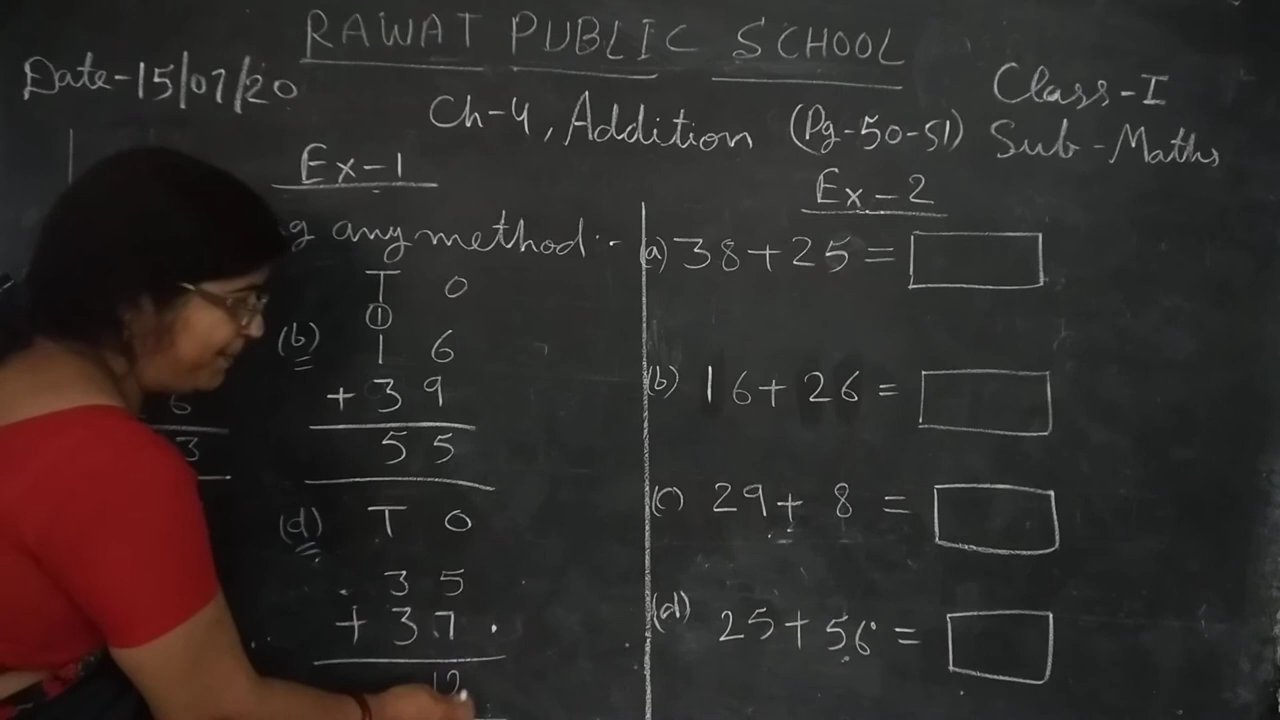 RAWAT PUBLIC SCHOOL
Date-15/07/20
Class-I
Ch-4, Addition (Pg-50-51) Sub-Maths
Ex-1
g any method:-
T O
1
(b) 1 6
+ 3 9
5 5
6
3
(d) T O
3 5
+ 3 7
12
Ex-2
(a) 38+25=
(b) 16+26=
(c) 29+8=
(d) 25+56=